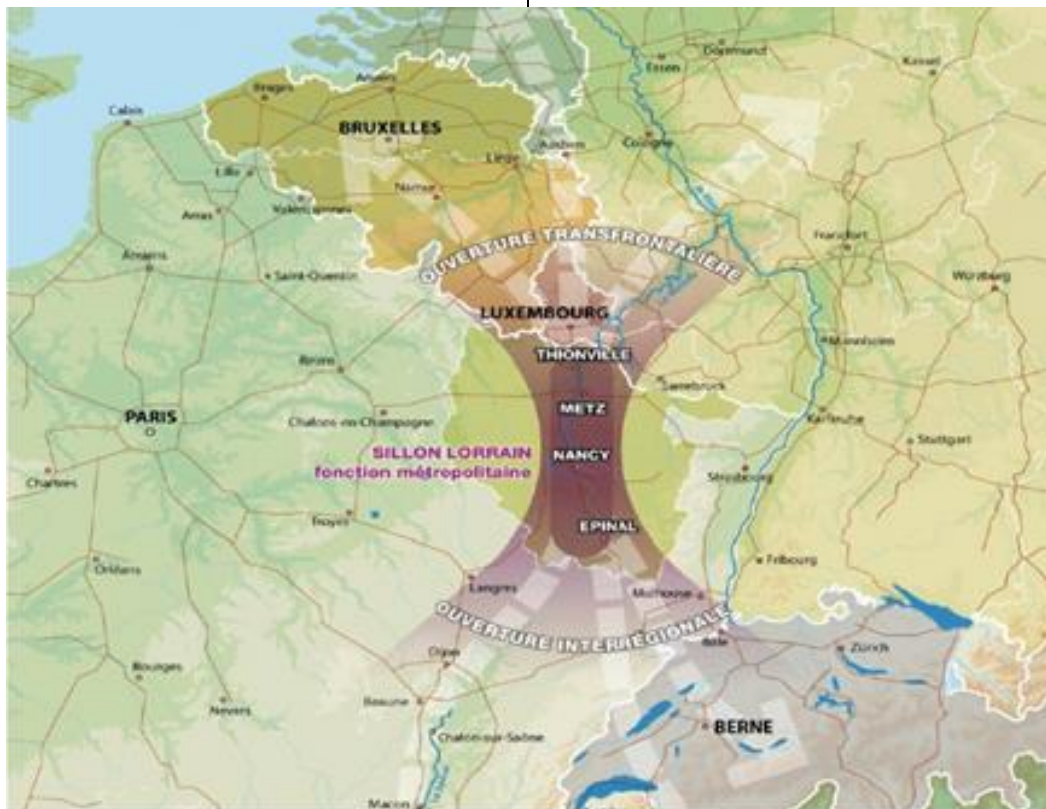 Dortmund
Essen
Kassel
Calais
Bruges
Anvers
BRUXELLES
Cologne
Aachen
Liège
Lille
Namur
Valenciennes
Arras
OUVERTURE TRANSFRONTALIÈRE
Francfort
Amiens
Saint-Quentin
Würzburg
LUXEMBOURG
Mannheim
THIONVILLE
Reims
Sarrebruck
METZ
PARIS
Chalons-en-Champagne
Karlsruhe
Stuttgart
SILLON LORRAIN
fonction métropolitaine
NANCY
Strasbourg
Chartres
Troyes
EPINAL
Fribourg
Orléans
Langres
Mulhouse
OUVERTURE INTERRÉGIONALE
Bâle
Zürich
Dijon
Bourges
Nevers
Beaune
Chalon-sur-Saône
BERNE
Macon